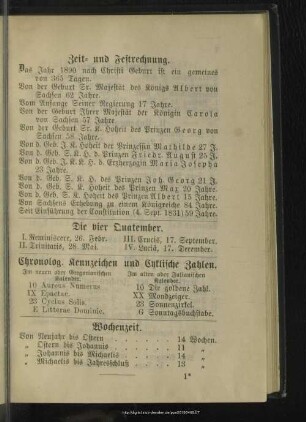 Zeit- und Festrechnung.
Das Jahr 1890 nach Christi Geburt ist ein gemeines
von 365 Tagen.
Von der Geburt Sr. Majestät des Königs Albert von
Sachsen 62 Jahre.
Vom Anfange Seiner Regierung 17 Jahre.
Von der Geburt Ihrer Majestät der Königin Carola
von Sachsen 57 Jahre.
Von der Geburt Sr. K. Hoheit des Prinzen Georg von
Sachsen 58 Jahre.
Von d. Geb. J. K. Hoheit der Prinzessin Mathilde 27 J.
Von d. Geb. S. K. H. d. Prinzen Friedr. August 25 J.
Von d. Geb. J. K. K. H. d. Erzherzogin Maria Josepha
23 Jahre.
Von d. Geb. S. K. H. des Prinzen Joh. Georg 21 J.
Von d. Geb. S. K. Hoheit des Prinzen Max 20 Jahre.
Von d. Geb. S. K. Hoheit des Prinzen Albert 15 Jahre.
Von Sachsens Erhebung zu einem Königreiche 84 Jahr.
Seit Einführung der Constitution (4. Sept. 1831) 59 Jahr.
Die vier Quatember.
I. Reminiscere, 26. Febr. III. Crucis, 17. September.
II. Trinitatis, 28. Mai. IV. Lucis, 17. December.
Chronolog. Kennzeichen und Cyklische Zahlen.
Im neuen oder Gregorianischen Im alten oder Julianischen
Kalender. Kalender.
10 Aureus Numerus 10 Die goldene Zahl.
IX Epactae. XX Mondzeiger.
23 Cyclus Solis. 23 Sonnenzirkel.
E Litterae Dominic. G Sonntagsbuchstabe.
Wochenzeit.
Von Neujahr bis Ostern 14 Wochen.
" Ostern bis Johannis 11 "
" Johannis bis Michaelis 14 "
" Michaelis bis Jahresschluß 13 "
1*